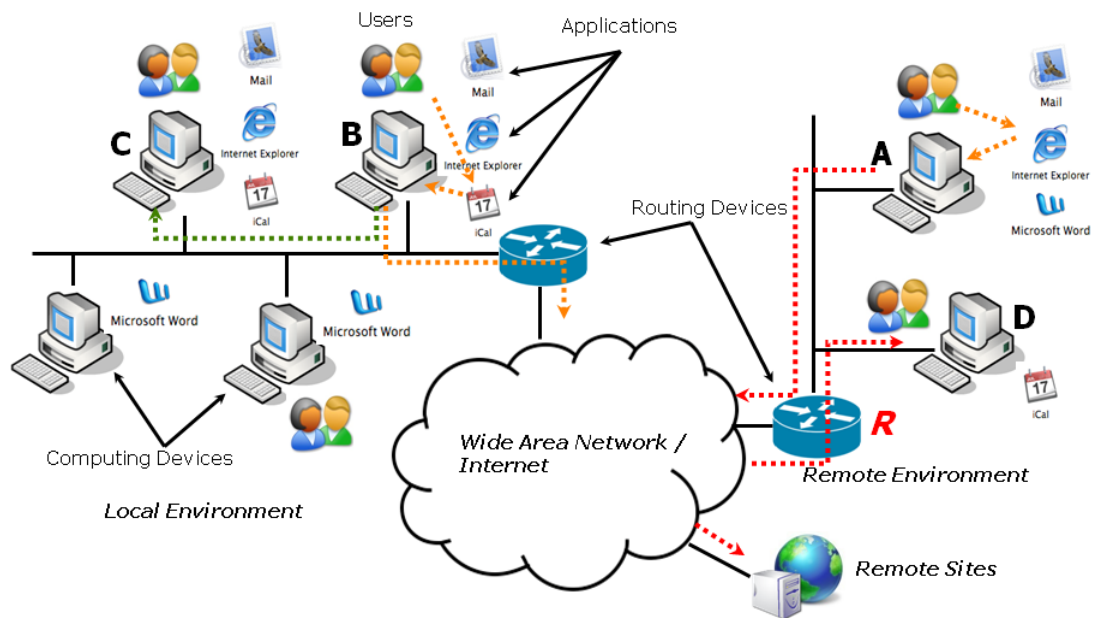 Users
Applications
Mail
Internet Explorer
17
iCal
C
Mail
Internet Explorer
17
iCal
B
Mail
Internet Explorer
Microsoft Word
A
Routing Devices
Microsoft Word
Microsoft Word
17
iCal
D
R
Computing Devices
Local Environment
Wide Area Network /
Internet
Remote Environment
Remote Sites